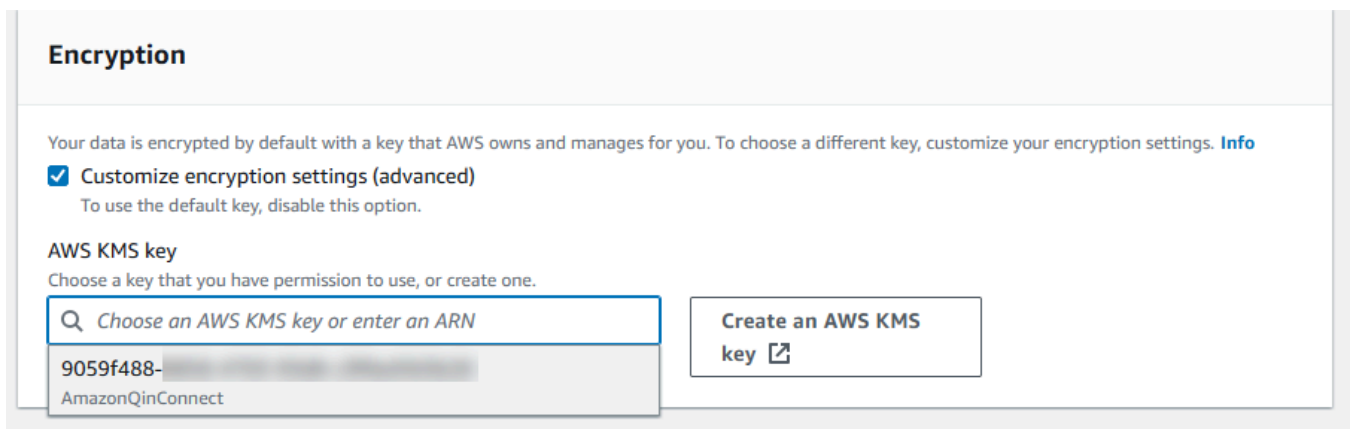 Encryption
Your data is encrypted by default with a key that AWS owns and manages for you. To choose a different key, customize your encryption settings. Info
Customize encryption settings (advanced)
To use the default key, disable this option.
AWS KMS key
Choose a key that you have permission to use, or create one.
Choose an AWS KMS key or enter an ARN
Create an AWS KMS
key
9059f488-
AmazonQinConnect